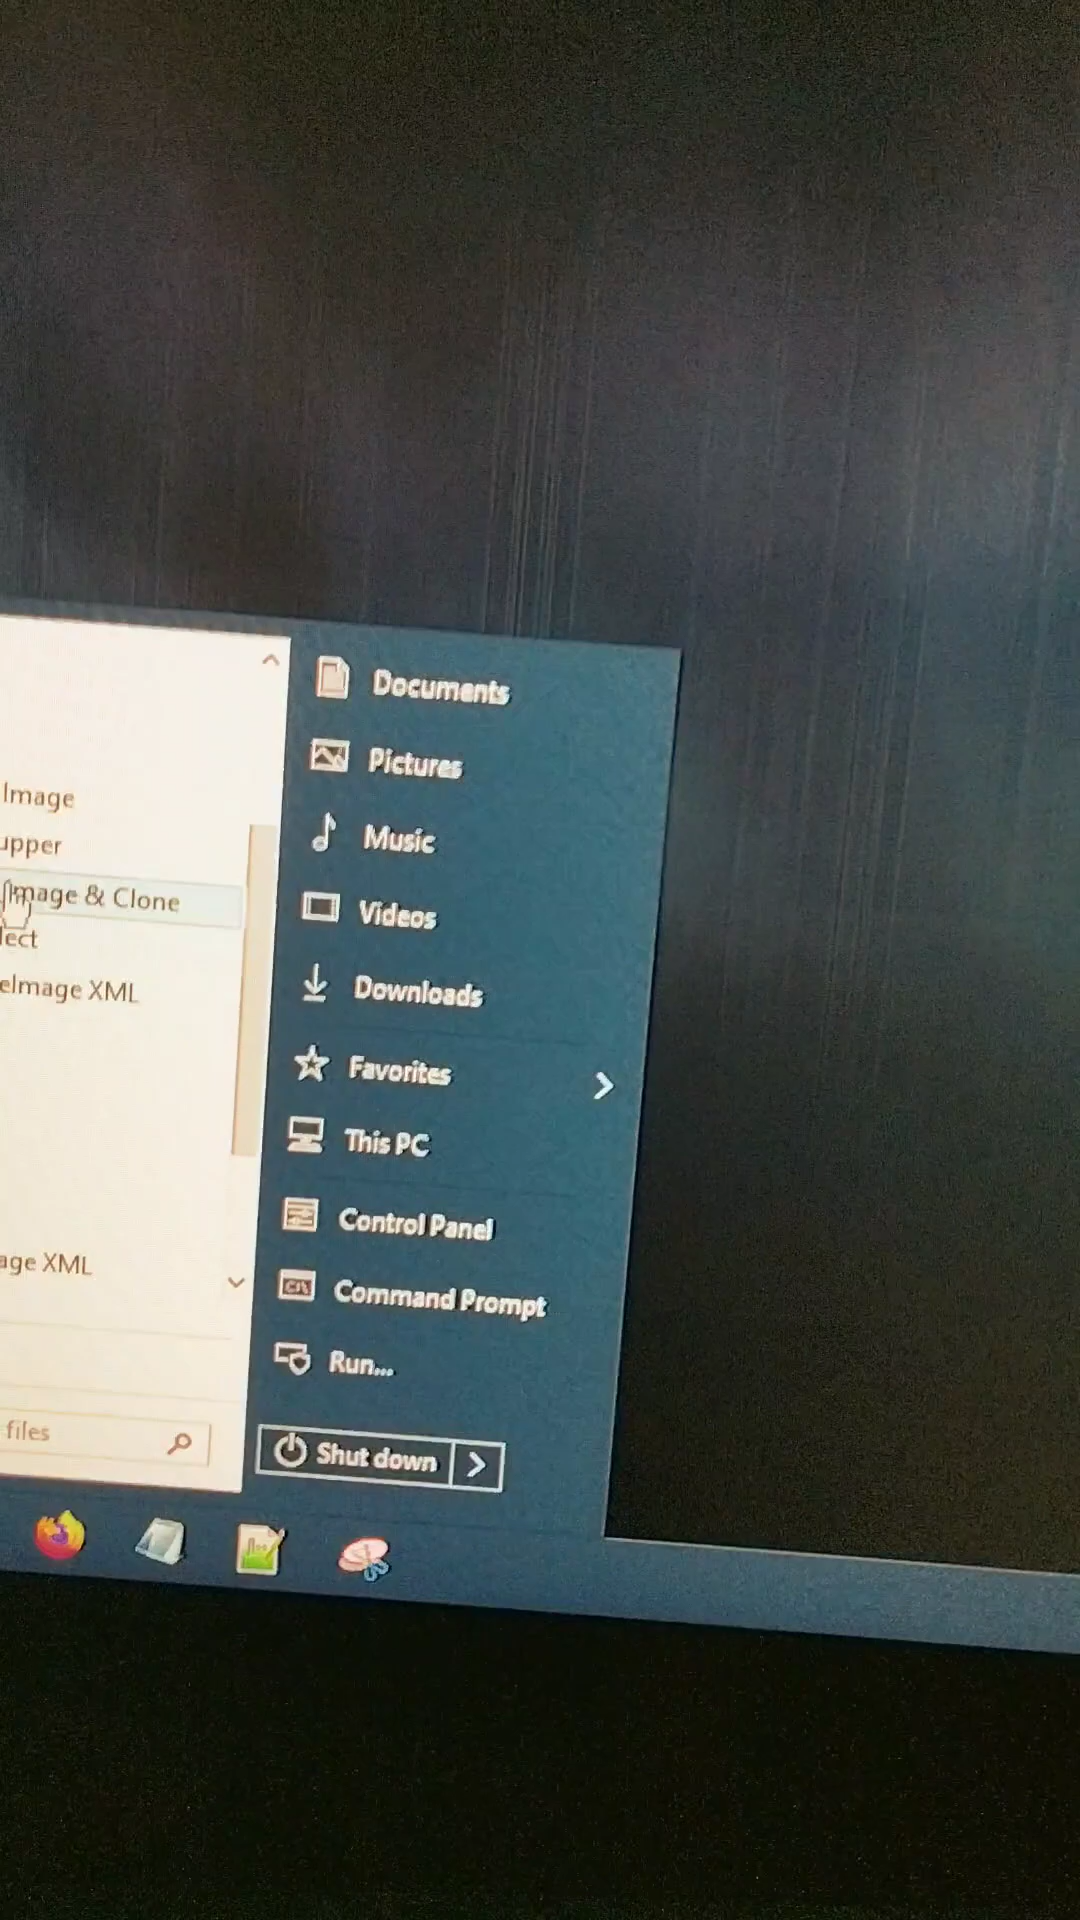 Image
upper
Image & Clone
lect
eImage XML
age XML
files
Documents
Pictures
Music
Videos
Downloads
Favorites
This PC
Control Panel
Command Prompt
Run...
Shut down